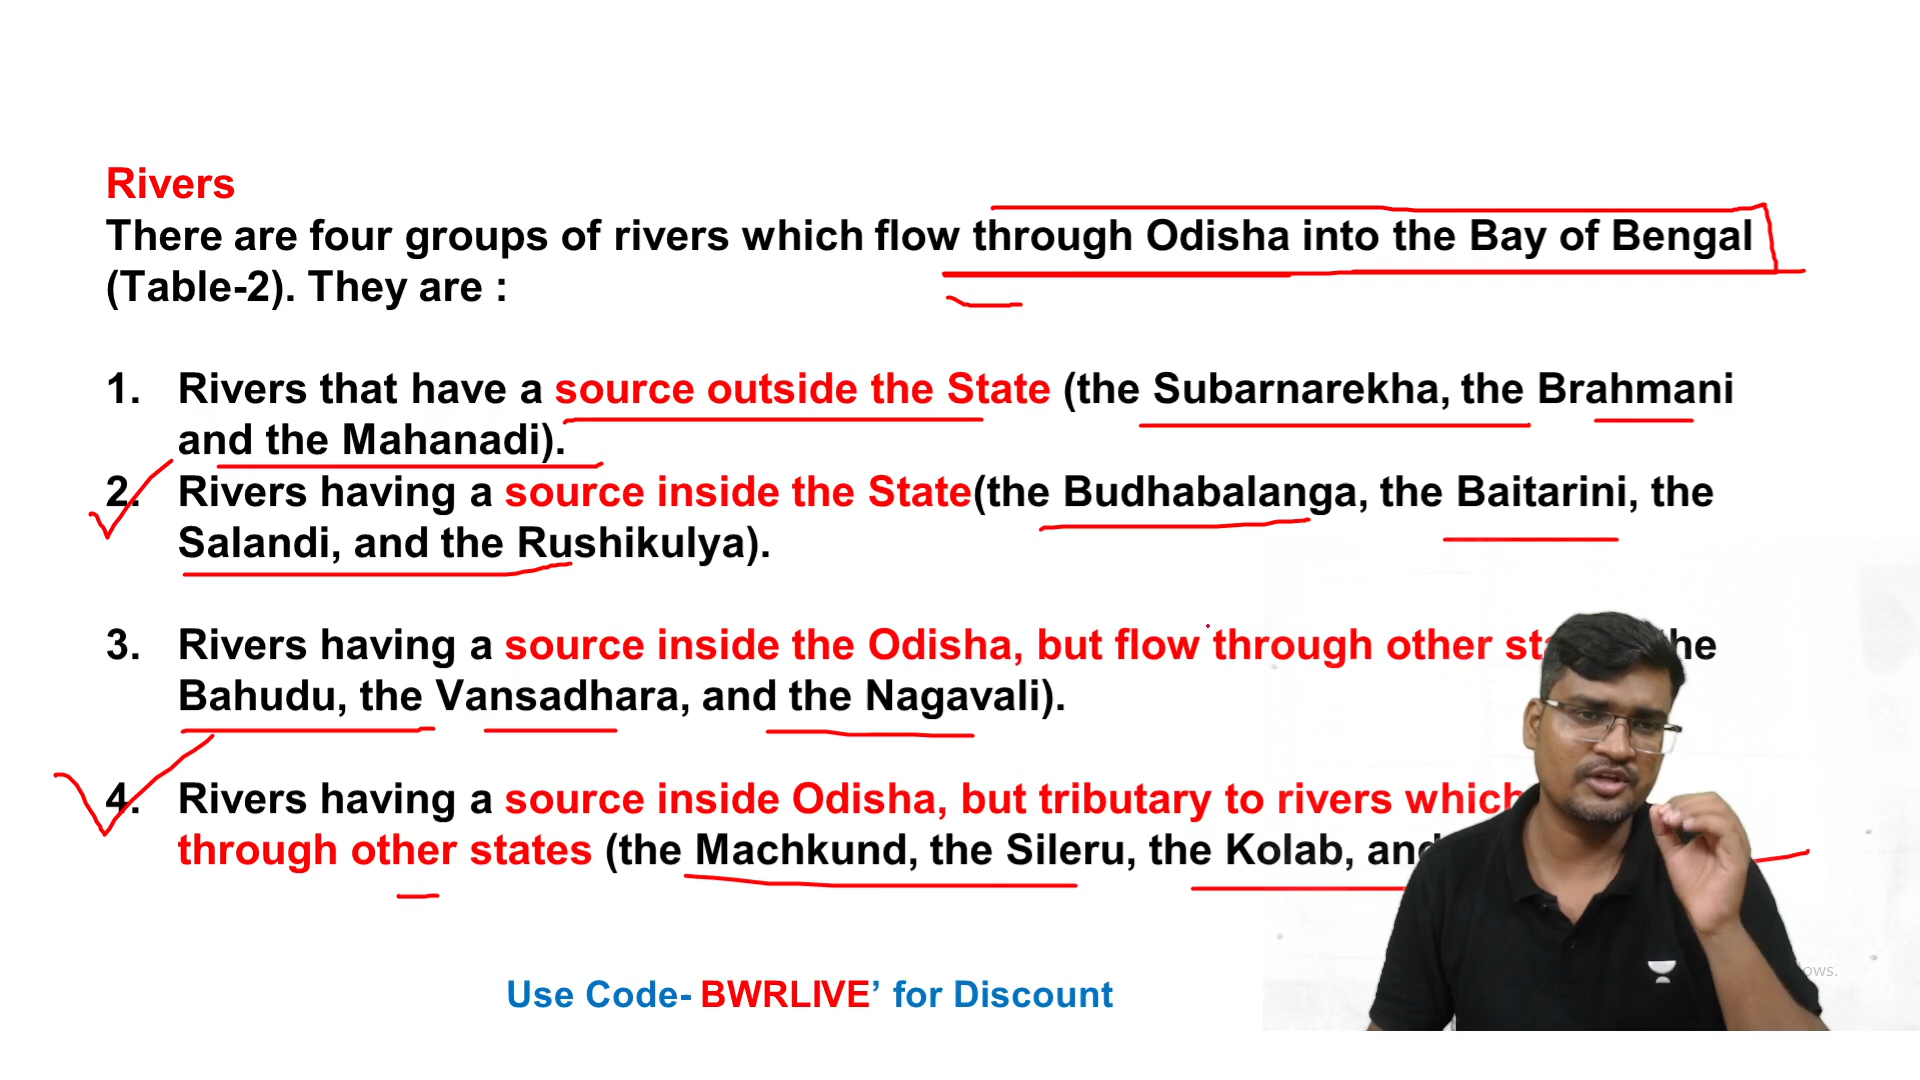 Rivers
There are four groups of rivers which flow through Odisha into the Bay of Bengal
(Table-2). They are :
1. Rivers that have a source outside the State (the Subarnarekha, the Brahmani
and the Mahanadi).
2. Rivers having a source inside the State(the Budhabalanga, the Baitarini, the
Salandi, and the Rushikulya).
3. Rivers having a source inside the Odisha, but flow through other
Bahudu, the Vansadhara, and the Nagavali).
4. Rivers having a source inside Odisha, but tributary to rivers which
through other states (the Machkund, the Sileru, the Kolab, and
Use Code- BWRLIVE’ for Discount